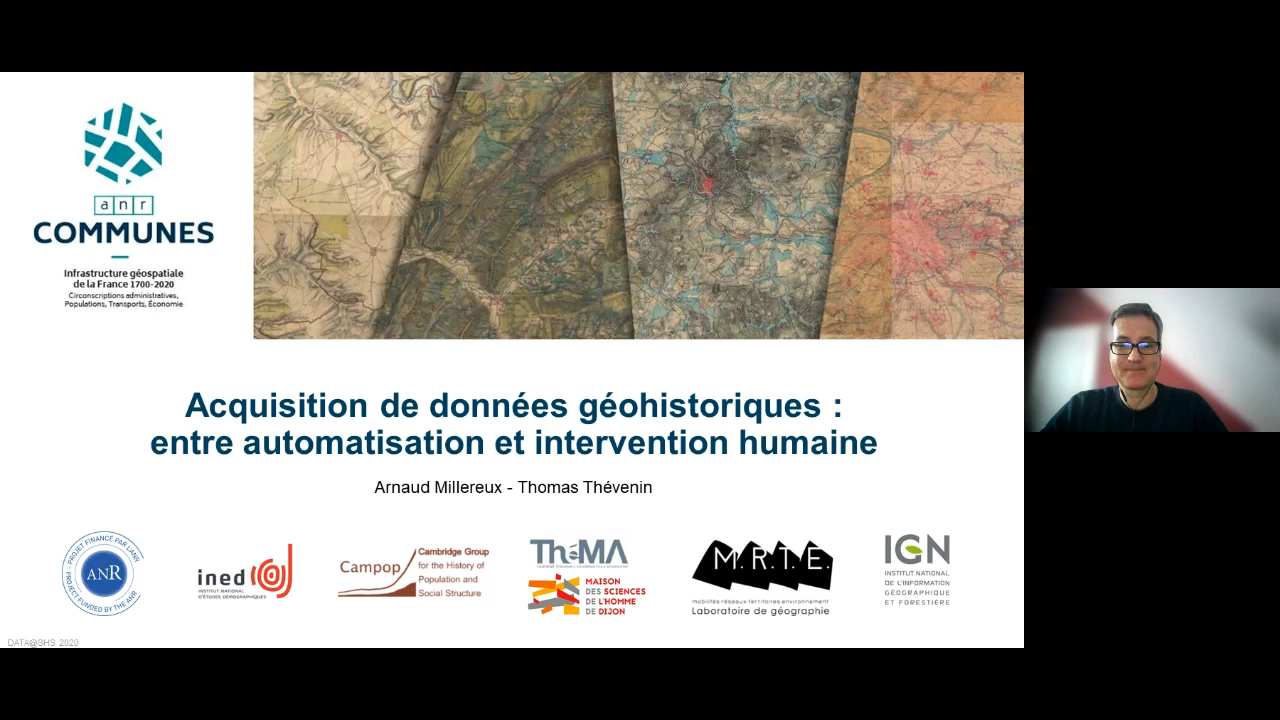 anr
COMMUNES
Infrastructure géospatiale
de la France 1700-2020
Circonscriptions administratives,
Populations, Transports, Économie
Acquisition de données géohistoriques :
entre automatisation et intervention humaine
Arnaud Millereux - Thomas Thévenin
PROJET FINANCÉ PAR L'ANR
ANR
PROJECT FUNDED BY THE ANR
ined
INSTITUT NATIONAL
D'ÉTUDES DÉMOGRAPHIQUES
Campop
Cambridge Group
for the History of
Population and
Social Structure
ThéMA
MAISON
DES SCIENCES
DE L'HOMME
DE DIJON
M.R.T.E.
mobilités réseaux territoires environnement
Laboratoire de géographie
IGN
INSTITUT NATIONAL
DE L'INFORMATION
GÉOGRAPHIQUE
ET FORESTIÈRE
DATA@SHS 2020